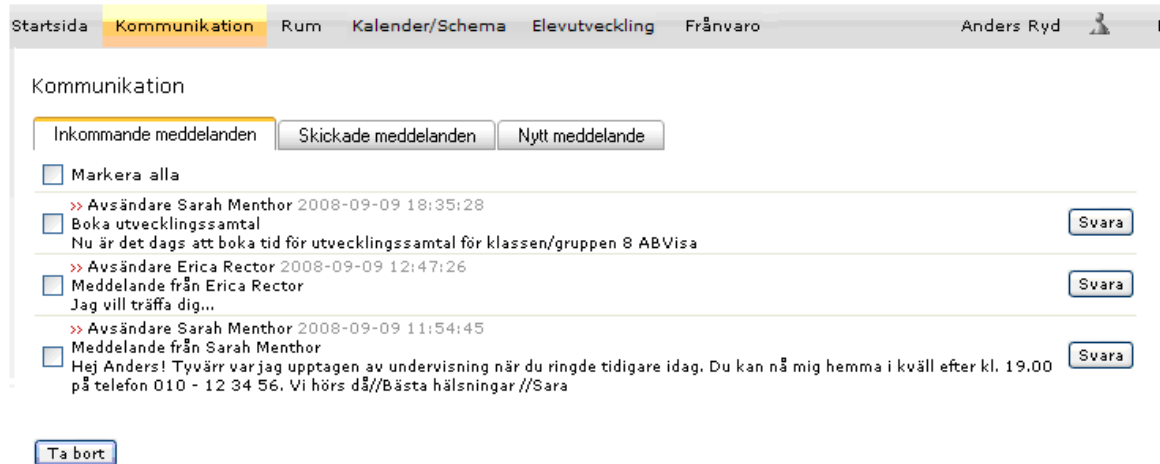 Startsida Kommunikation Rum Kalender/Schema Elevutveckling Frånvaro Anders Ryd
Kommunikation
Inkommande meddelanden Skickade meddelanden Nytt meddelande
Markera alla
>> Avsändare Sarah Menthor 2008-09-09 18:35:28
Boka utvecklingssamtal
Svara
Nu är det dags att boka tid för utvecklingssamtal för klassen/gruppen 8 ABVisa
>> Avsändare Erica Rector 2008-09-09 12:47:26
Meddelande från Erica Rector
Svara
Jag vill träffa dig...
>> Avsändare Sarah Menthor 2008-09-09 11:54:45
Meddelande från Sarah Menthor
Svara
Hej Anders! Tyvärr var jag upptagen av undervisning när du ringde tidigare idag. Du kan nå mig hemma i kväll efter kl. 19.00
på telefon 010 - 12 34 56. Vi hörs då//Bästa hälsningar //Sara
Ta bort